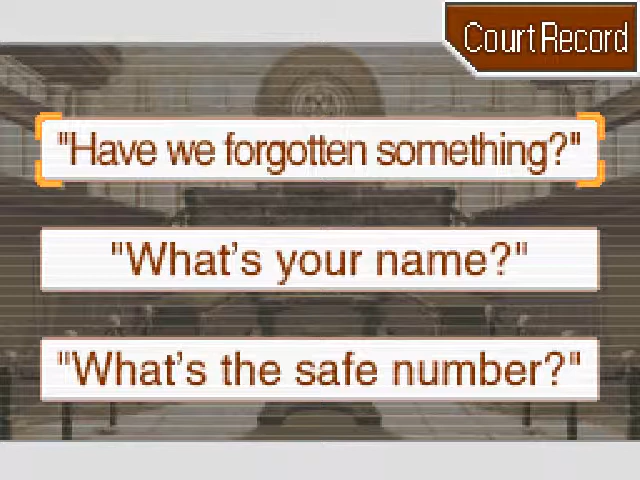 Court Record
"Have we forgotten something?"
"What's your name?"
"What's the safe number?"